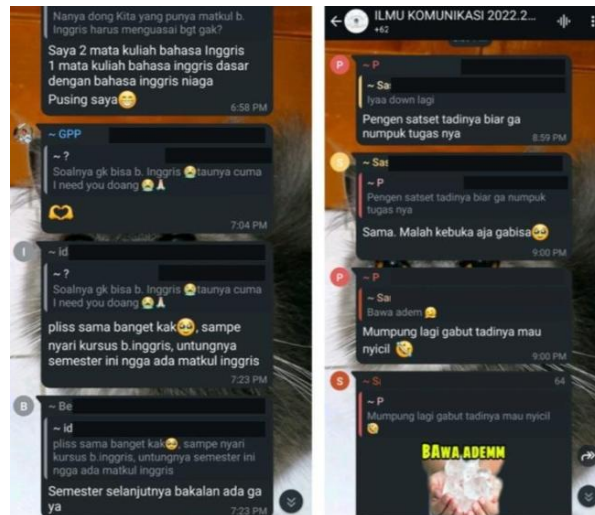 Nanya dong Kita yang punya matkul b.
Inggris harus menguasai bgt gak?
Saya 2 mata kuliah bahasa Inggris
1 mata kuliah bahasa inggris dasar
dengan bahasa inggris niaga
Pusing saya😁
6:58 PM
~ GPP
~ ?
Soalnya gk bisa b. Inggris 😭taunya cuma
I need you doang 😭🙏
🫶
7:04 PM
I
~ id
~ ?
Soalnya gk bisa b. Inggris 😭taunya cuma
I need you doang 😭🙏
pliss sama banget kak🥹, sampe
nyari kursus b.inggris, untungnya
semester ini ngga ada matkul inggris
7:23 PM
B
~ Be
~ id
pliss sama banget kak🥹, sampe nyari
kursus b.inggris, untungnya semester ini
ngga ada matkul inggris
Semester selanjutnya bakalan ada ga
ya
7:23 PM
ILMU KOMUNIKASI 2022.2...
+62
P
~ P
~ Sa
Iyaa down lagi
Pengen satset tadinya biar ga
numpuk tugas nya
8:59 PM
S
~ Sas
~ P
Pengen satset tadinya biar ga numpuk
tugas nya
Sama. Malah kebuka aja gabisa🥹
9:00 PM
P
~ P
~ Sa
Bawa adem
Mumpung lagi gabut tadinya mau
nyicil 🤣
9:00 PM
S
~ S
64
~ P
Mumpung lagi gabut tadinya mau nyicil
🤣
BAWA ADEMM